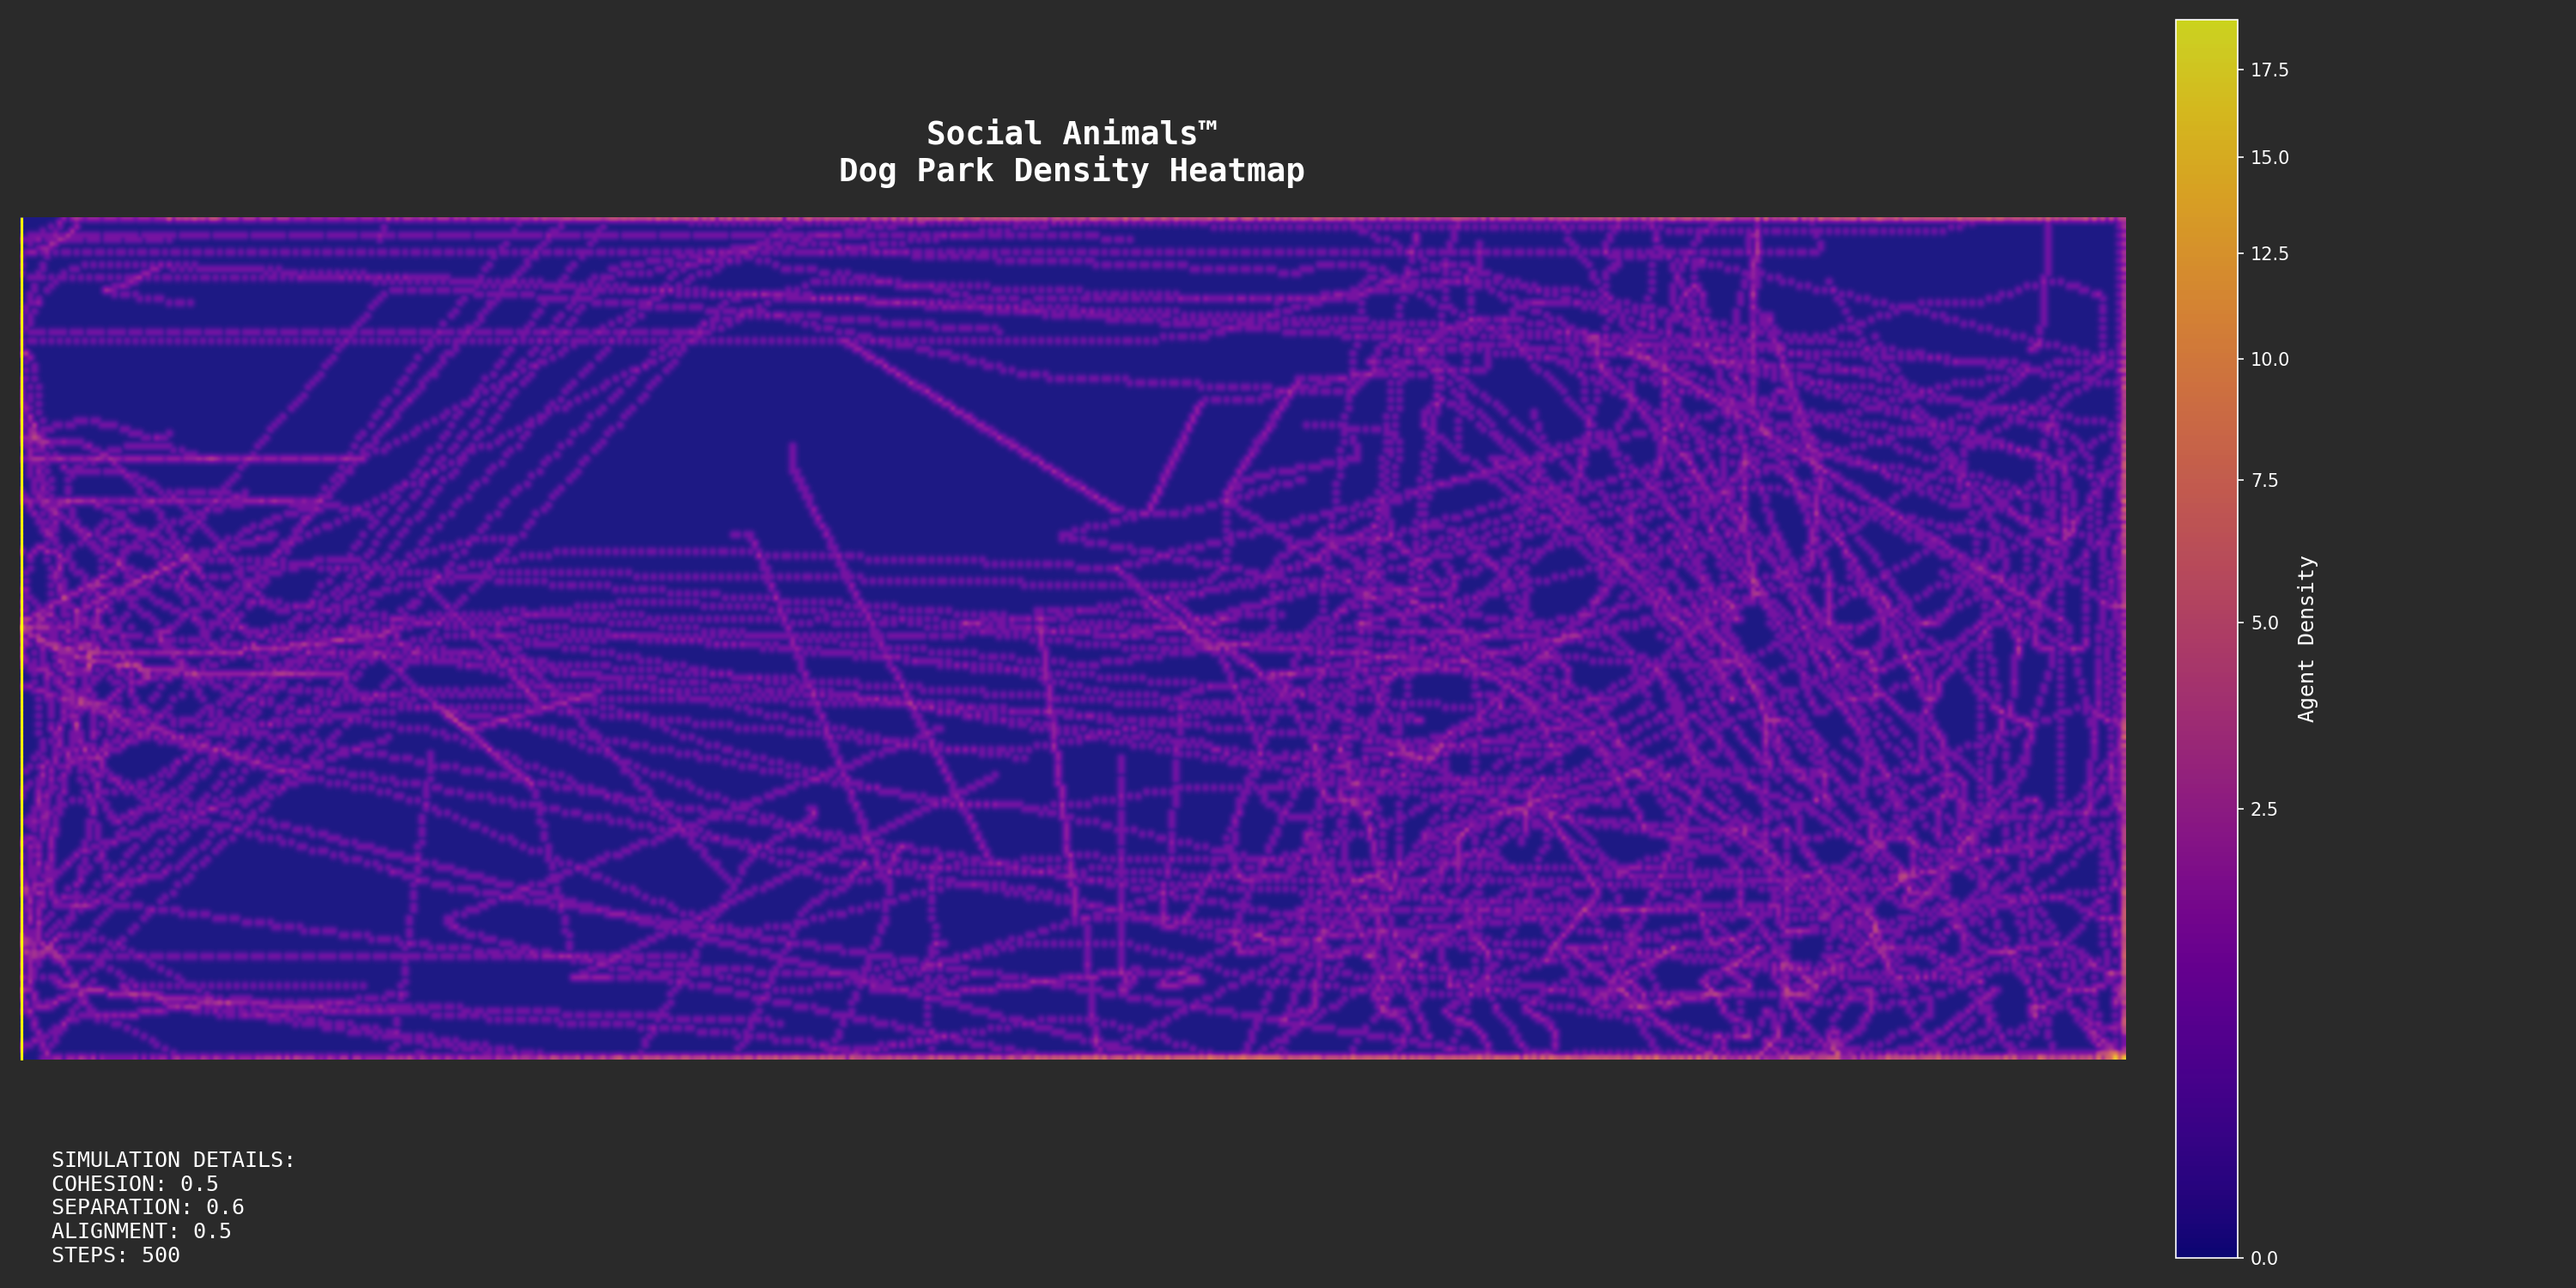 Social Animals™
Dog Park Density Heatmap
17.5
15.0
12.5
10.0
7.5
5.0
2.5
0.0
Agent Density
SIMULATION DETAILS:
COHESION: 0.5
SEPARATION: 0.6
ALIGNMENT: 0.5
STEPS: 500